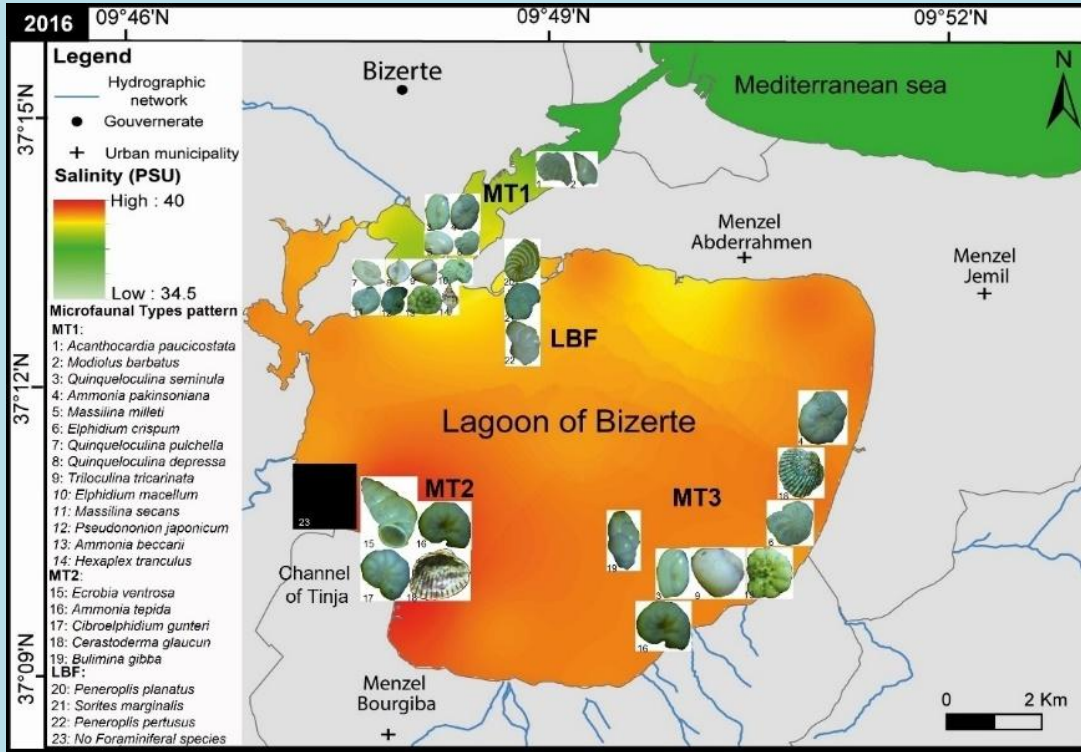 2016
09°46
09°49
09°52
Legend
Hydrographic
network
Gouvernerate
Urban municipality
Salinity (PSU)
High : 40
Low : 34.5
Microfaunal Types pattern
MT1:
1: Acanthocardia paucicostata
2: Modiolus barbatus
3: Quinqueloculina seminula
4: Ammonia pakinsoniana
5: Massilina milleti
6: Elphidium crispum
7: Quinqueloculina pulchella
8: Quinqueloculina depressa
9: Triloculina tricarinata
10: Elphidium macellum
11: Massilina secans
12: Pseudononion japonicum
13: Ammonia beccarii
14: Hexaplex tranculus
MT2:
15: Ecrobia ventrosa
16: Ammonia tepida
17: Cibroelphidium gunteri
18: Cerastoderma glaucun
19: Bulimina gibba
LBF:
20: Peneroplis planatus
21: Sorites marginalis
22: Peneroplis pertusus
23: No Foraminiferal species
37°15'N
37°12'N
37°09'N
Bizerte
Mediterranean sea
N
MT1
1
2
Menzel
Abderrahmen
Menzel
Jemil
7
LBF
22
Lagoon of Bizerte
4
18
MT2
MT3
23
15
16
6
19
Channel
of Tinja
17
18
3
9
16
Menzel
Bourgiba
0
2 Km